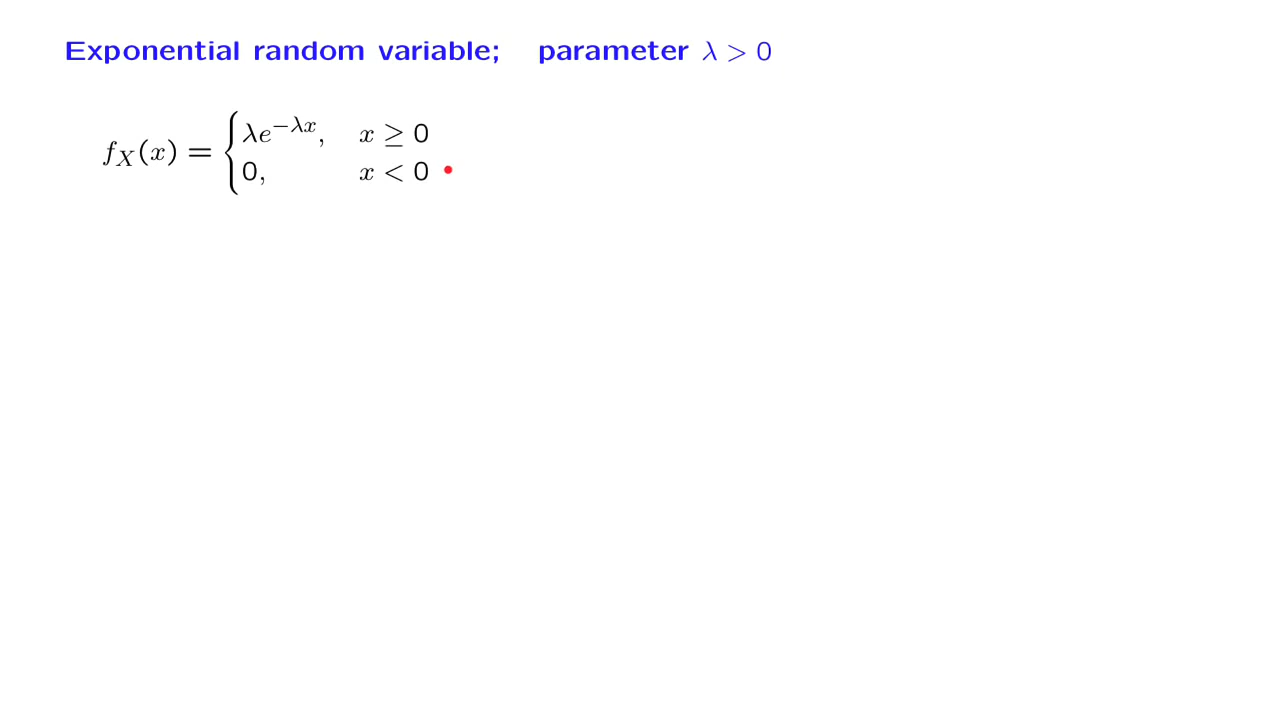 Exponential random variable; parameter λ > 0
f_X(x) = { λe^{−λx}, x ≥ 0
0, x < 0